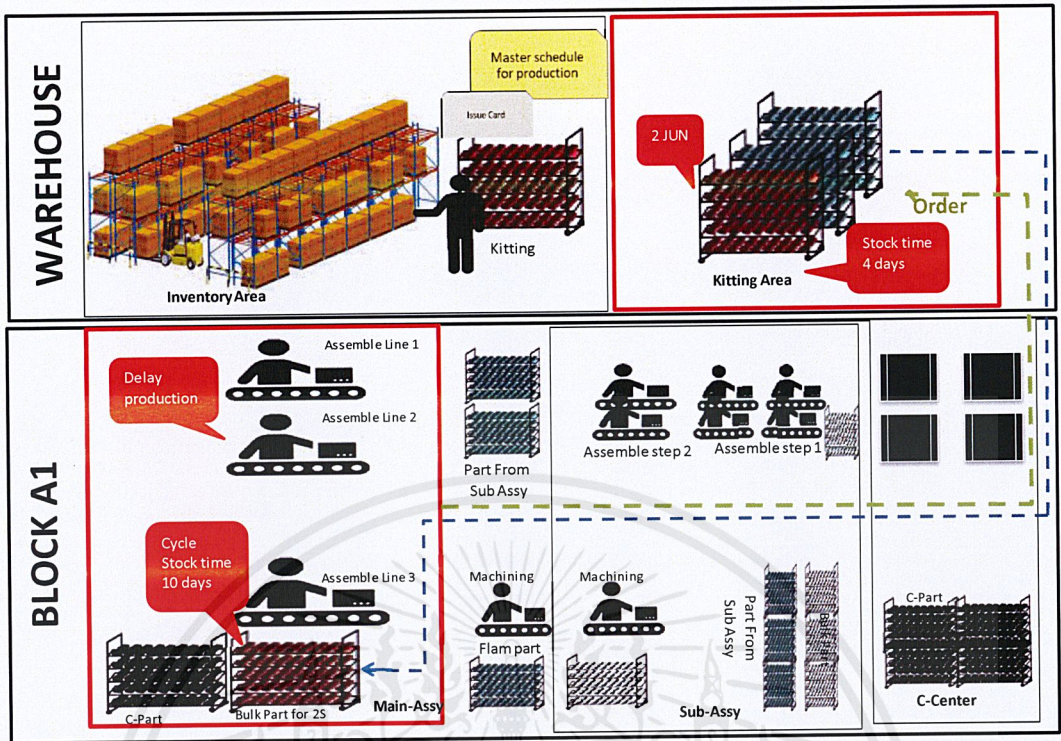 WAREHOUSE
Master schedule
for production
Issue Card
Kitting
Inventory Area
2 JUN
Order
Stock time
4 days
Kitting Area
BLOCK A1
Assemble Line 1
Delay
production
Assemble Line 2
Part From
Sub Assy
Assemble step 2
Assemble step 1
Cycle
Stock time
10 days
Assemble Line 3
Machining
Machining
Flam part
Part From
Sub Assy
C-Part
C-Part
Bulk Part for 2S
Main-Assy
Sub-Assy
C-Center